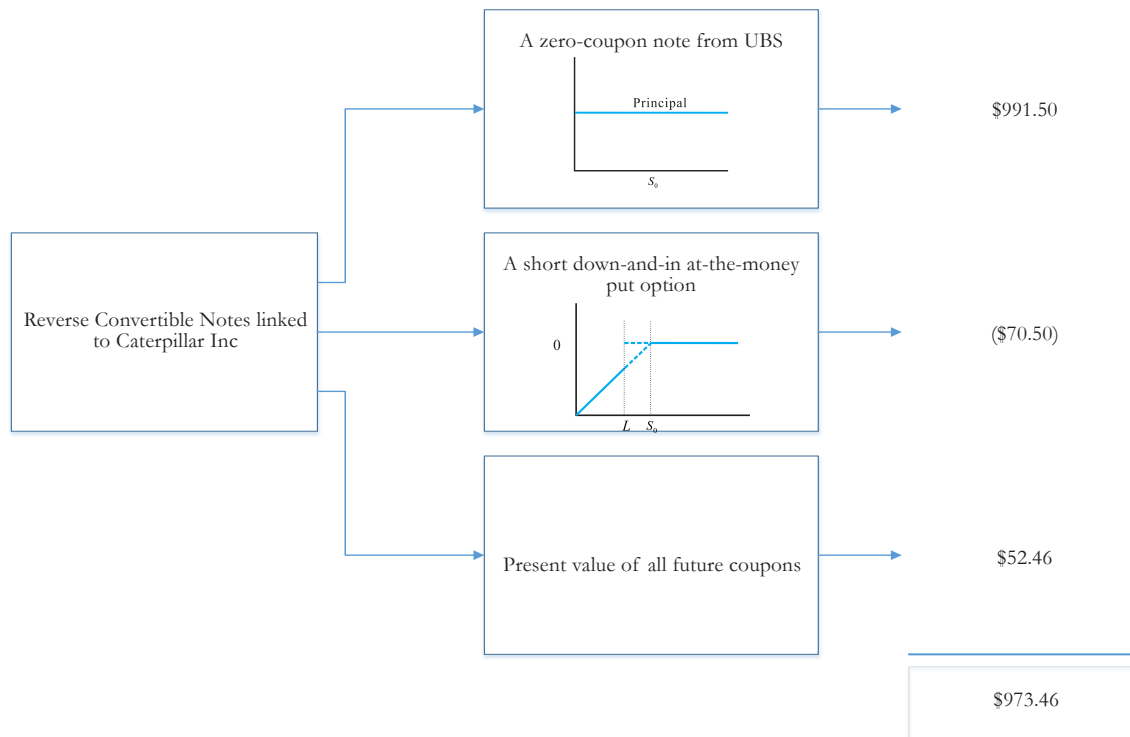 A zero-coupon note from UBS
Principal
S₀
$991.50
Reverse Convertible Notes linked
to Caterpillar Inc
A short down-and-in at-the-money
put option
0
L S₀
($70.50)
Present value of all future coupons
$52.46
$973.46